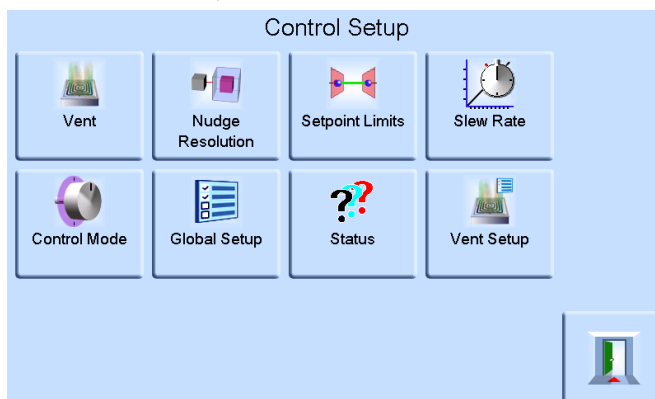 Control Setup
Vent
Nudge
Resolution
Setpoint Limits
Slew Rate
Control Mode
Global Setup
Status
Vent Setup